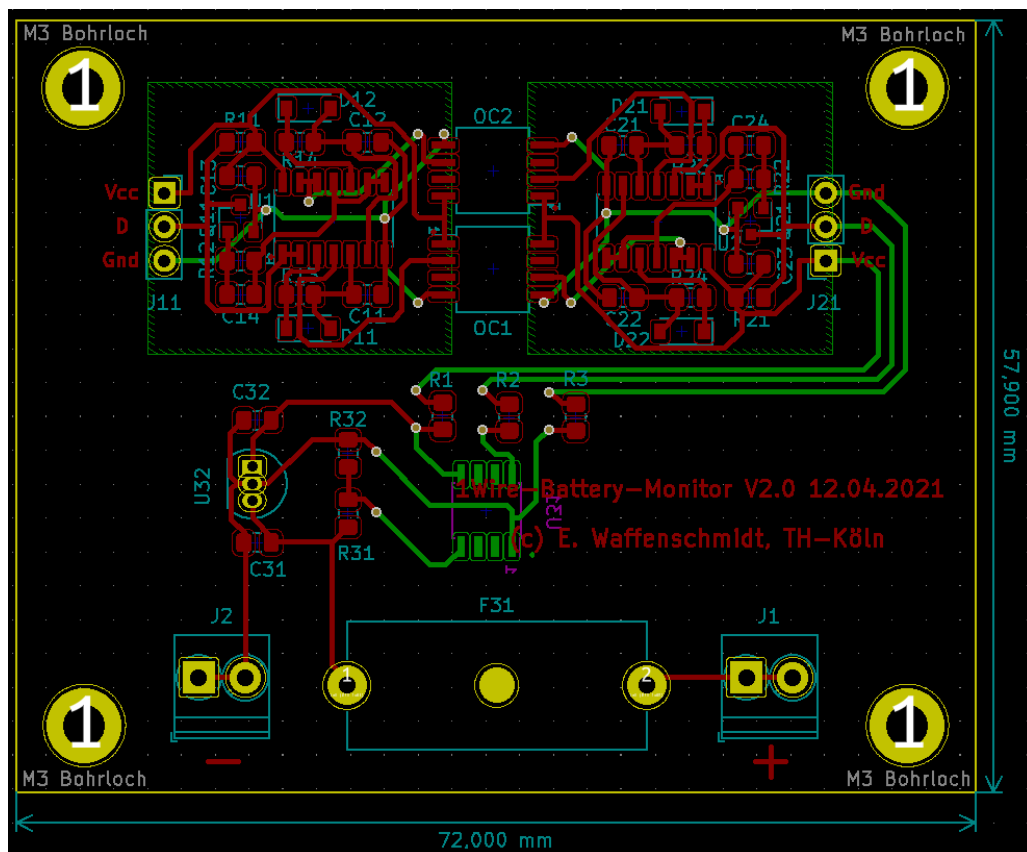 M3 Bohrloch
M3 Bohrloch
1
1
D12
C12
R11
R14
OC2
D21
C21
C24
Vcc
D
Gnd
J11
C14
C11
D11
OC1
C22
D22
R24
R21
C23
Gnd
D
Vcc
J21
R1
R2
R3
C32
R32
U32
R31
C31
1Wire-Battery-Monitor V2.0 12.04.2021
(c) E. Waffenschmidt, TH-Köln
57,900 mm
J2
F31
J1
1
2
1
1
−
+
M3 Bohrloch
M3 Bohrloch
72,000 mm